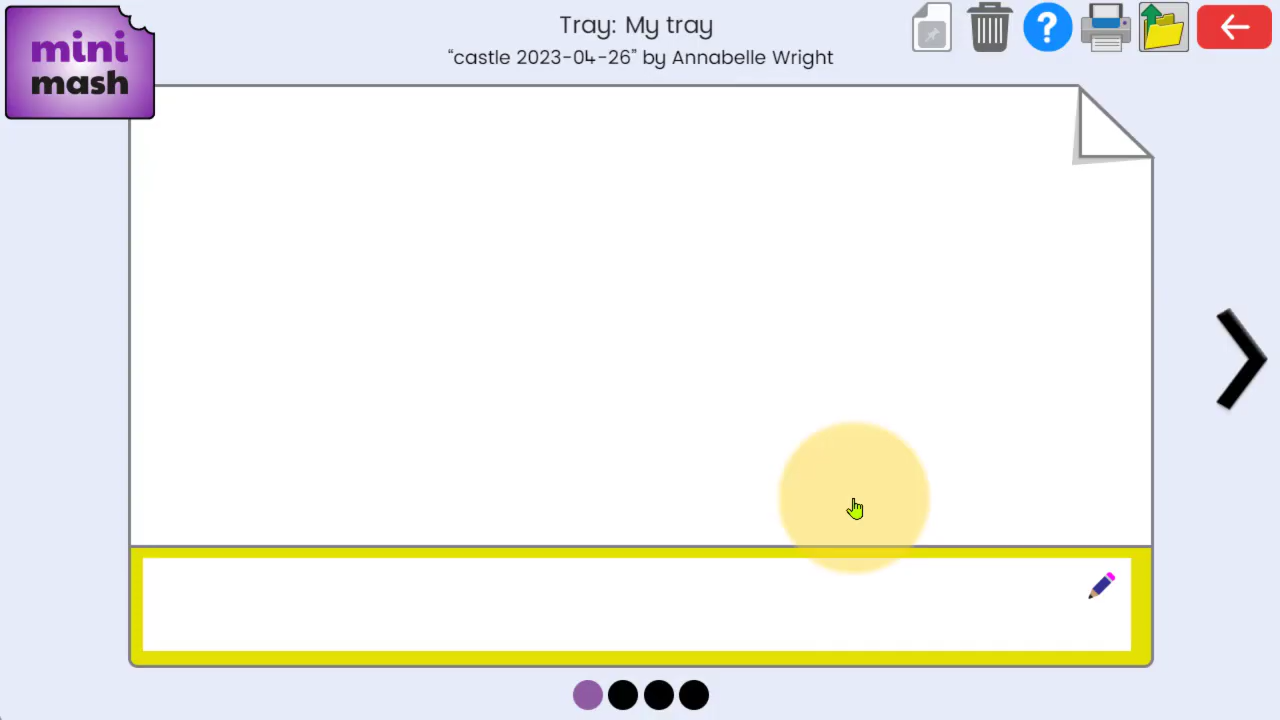 mini
mash
Tray: My tray
“castle 2023-04-26” by Annabelle Wright
?